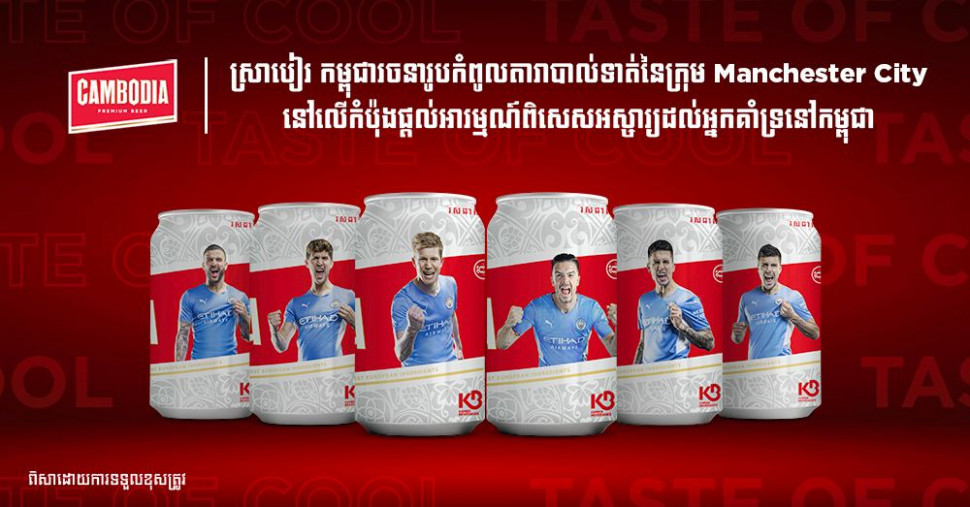 TASTE OF COOL
CAMBODIA
PREMIUM BEER
ស្រាបៀរ កម្ពុជារចនារូបកំពូលតារាបាល់ទាត់នៃក្រុម Manchester City
នៅលើកំប៉ុងផ្តល់អារម្មណ៍ពិសេសអស្ចារ្យដល់អ្នកគាំទ្រនៅកម្ពុជា
ETIHAD
AIRWAYS
KB
ពិសាដោយការទទួលខុសត្រូវ